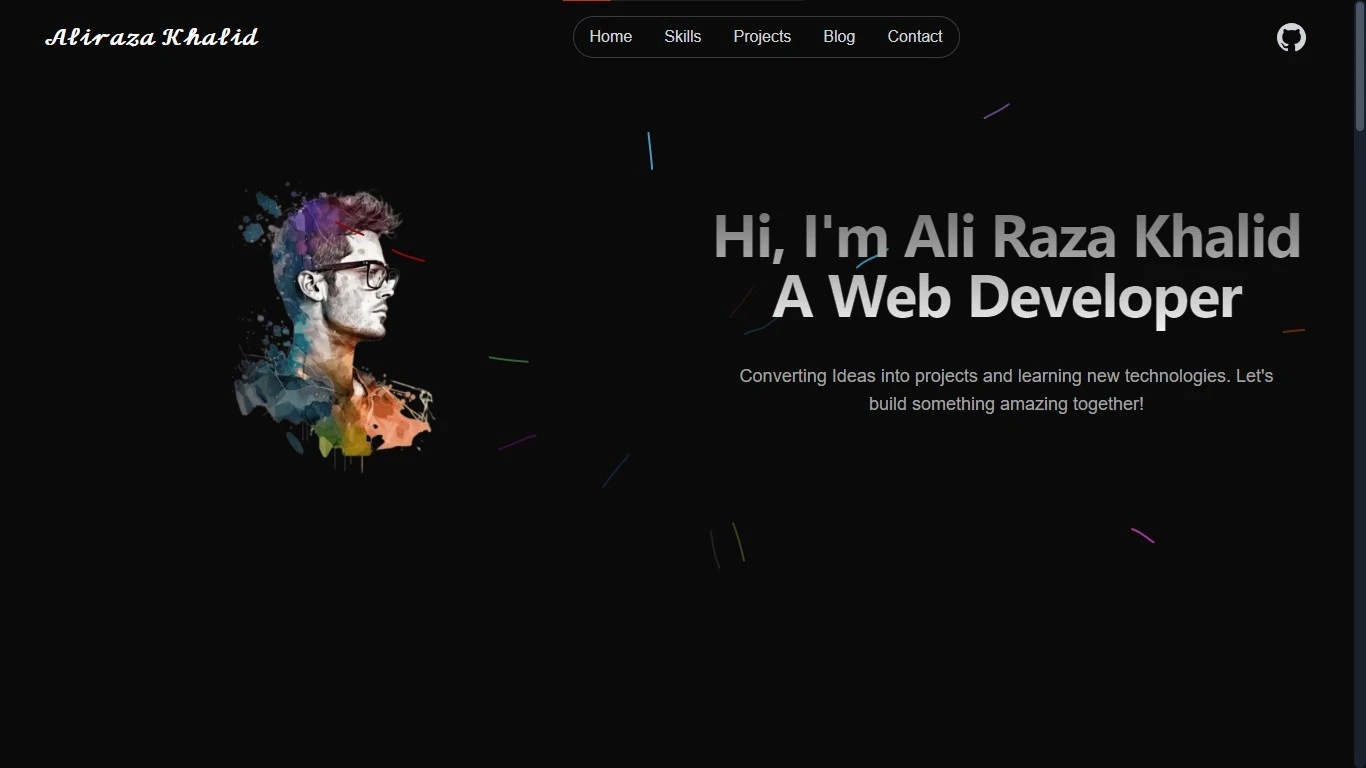 Aliraza Khalid
Home Skills Projects Blog Contact
Hi, I'm Ali Raza Khalid
A Web Developer
Converting Ideas into projects and learning new technologies. Let's
build something amazing together!